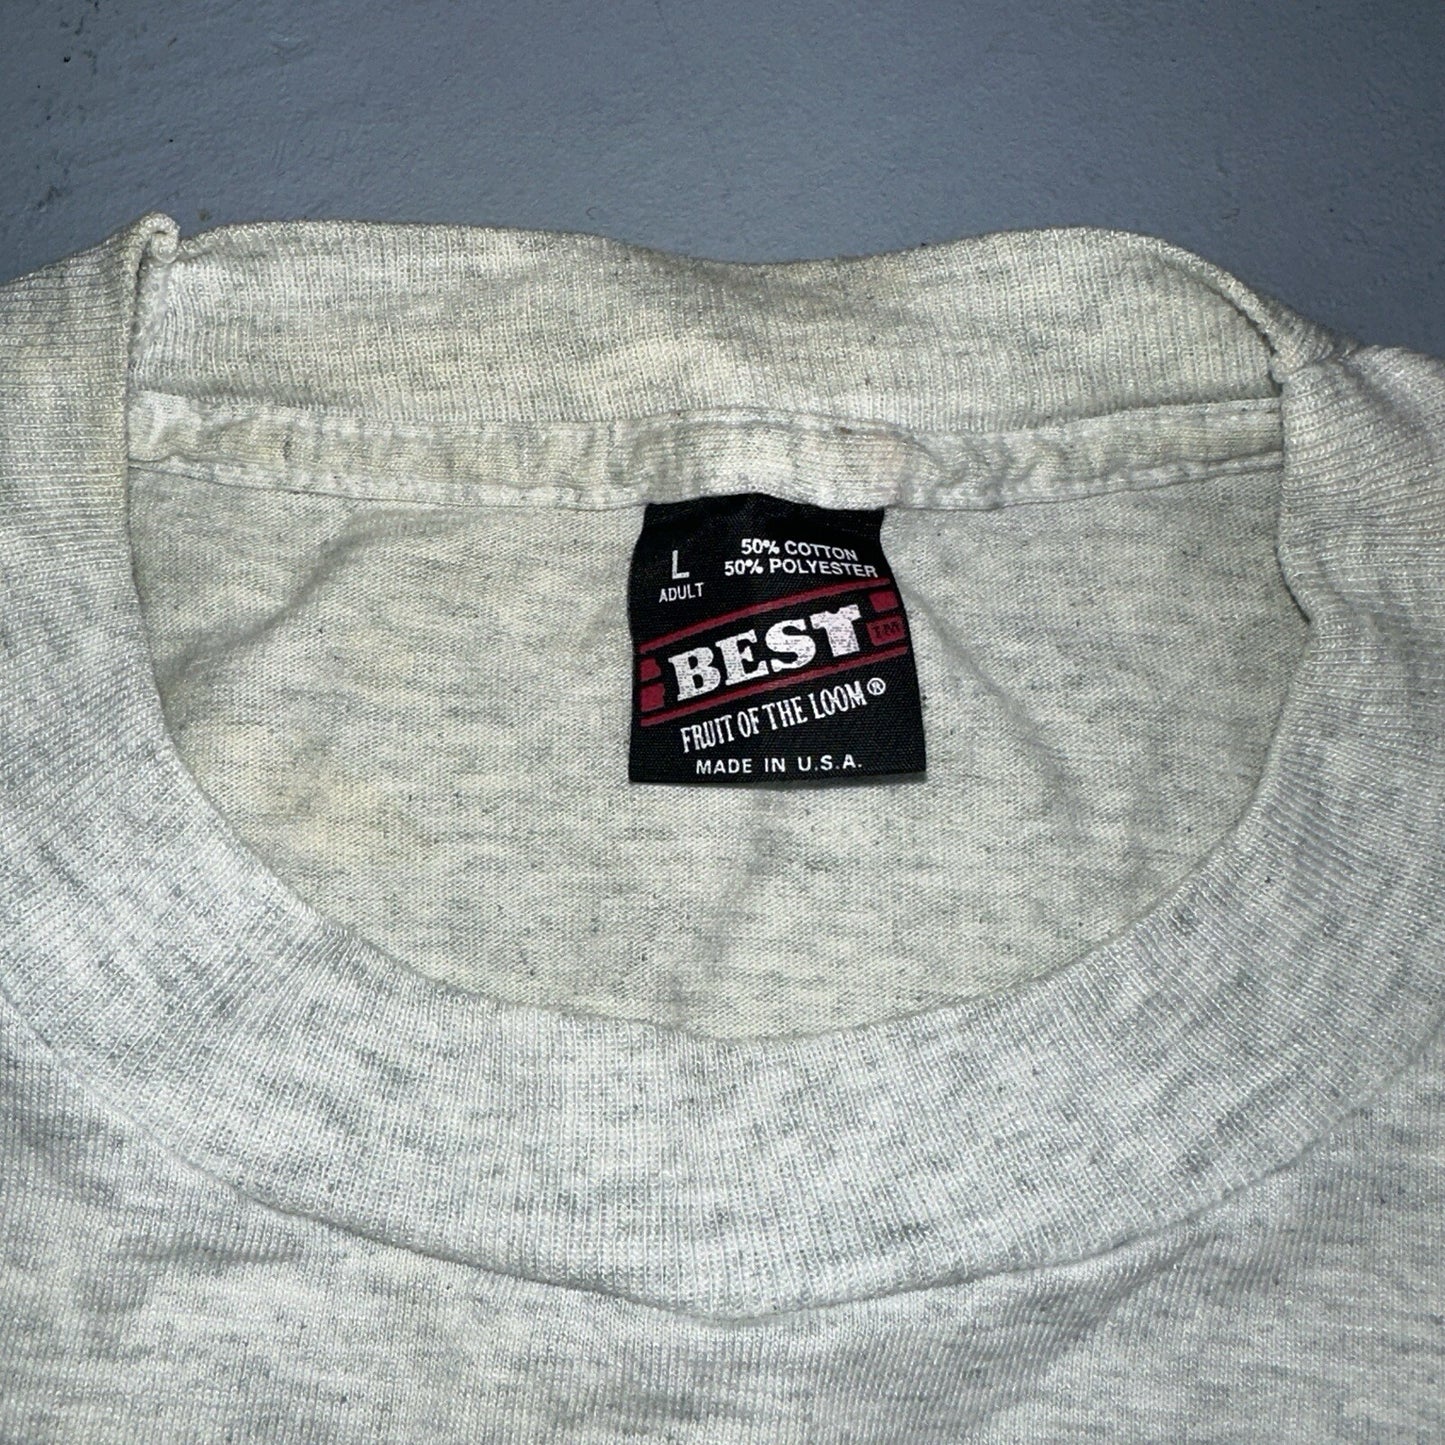 L
ADULT
50% COTTON
50% POLYESTER
BEST
T.M.
FRUIT OF THE LOOM®
MADE IN U.S.A.